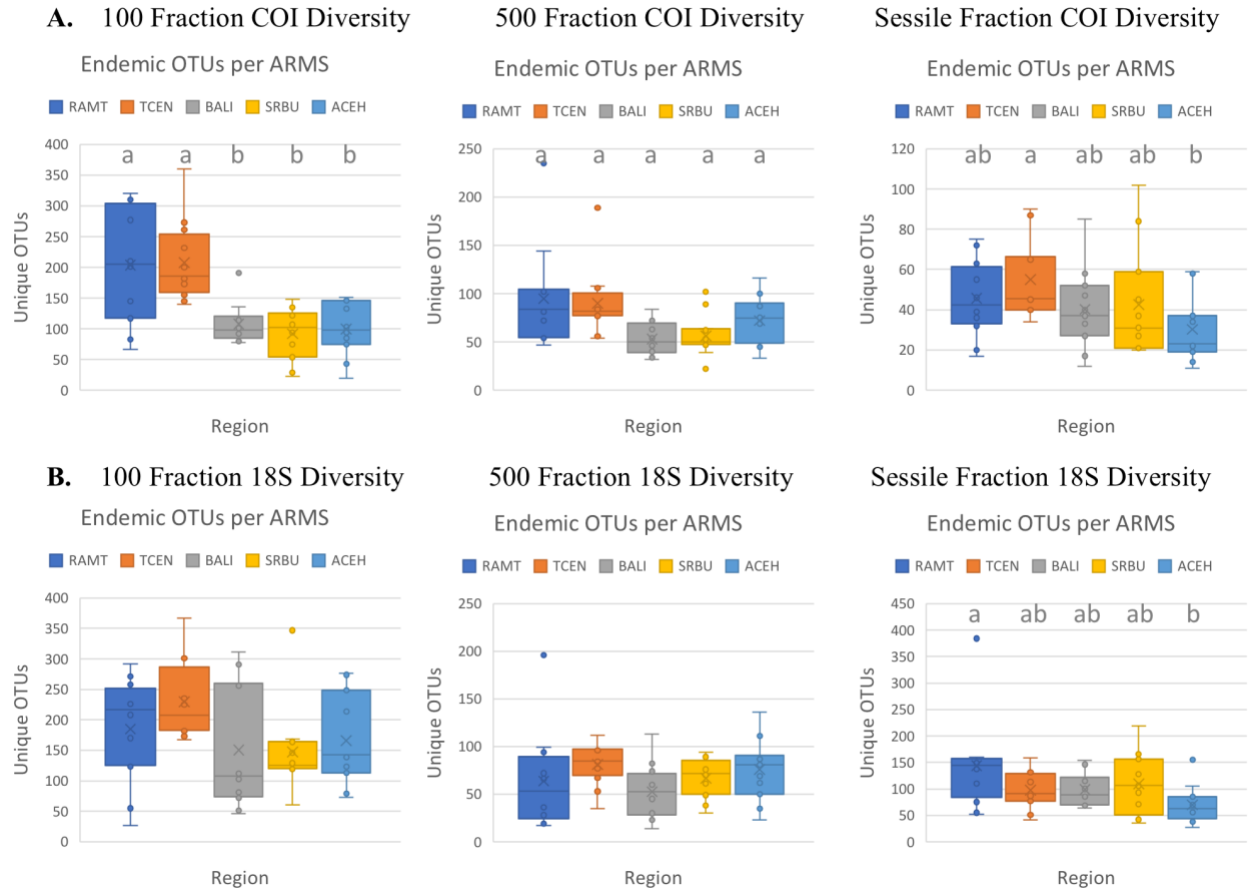 A. 100 Fraction COI Diversity
Endemic OTUs per ARMS
RAMT TCEN BALI SRBU ACEH
a a b b b
400
350
300
250
200
150
100
50
0
Unique OTUs
Region
500 Fraction COI Diversity
Endemic OTUs per ARMS
RAMT TCEN BALI SRBU ACEH
a a a a a
250
200
150
100
50
0
Unique OTUs
Region
Sessile Fraction COI Diversity
Endemic OTUs per ARMS
RAMT TCEN BALI SRBU ACEH
ab a ab ab b
120
100
80
60
40
20
0
Unique OTUs
Region
B. 100 Fraction 18S Diversity
Endemic OTUs per ARMS
RAMT TCEN BALI SRBU ACEH
400
350
300
250
200
150
100
50
0
Unique OTUs
Region
500 Fraction 18S Diversity
Endemic OTUs per ARMS
RAMT TCEN BALI SRBU ACEH
250
200
150
100
50
0
Unique OTUs
Region
Sessile Fraction 18S Diversity
Endemic OTUs per ARMS
RAMT TCEN BALI SRBU ACEH
a ab ab ab b
450
400
350
300
250
200
150
100
50
0
Unique OTUs
Region